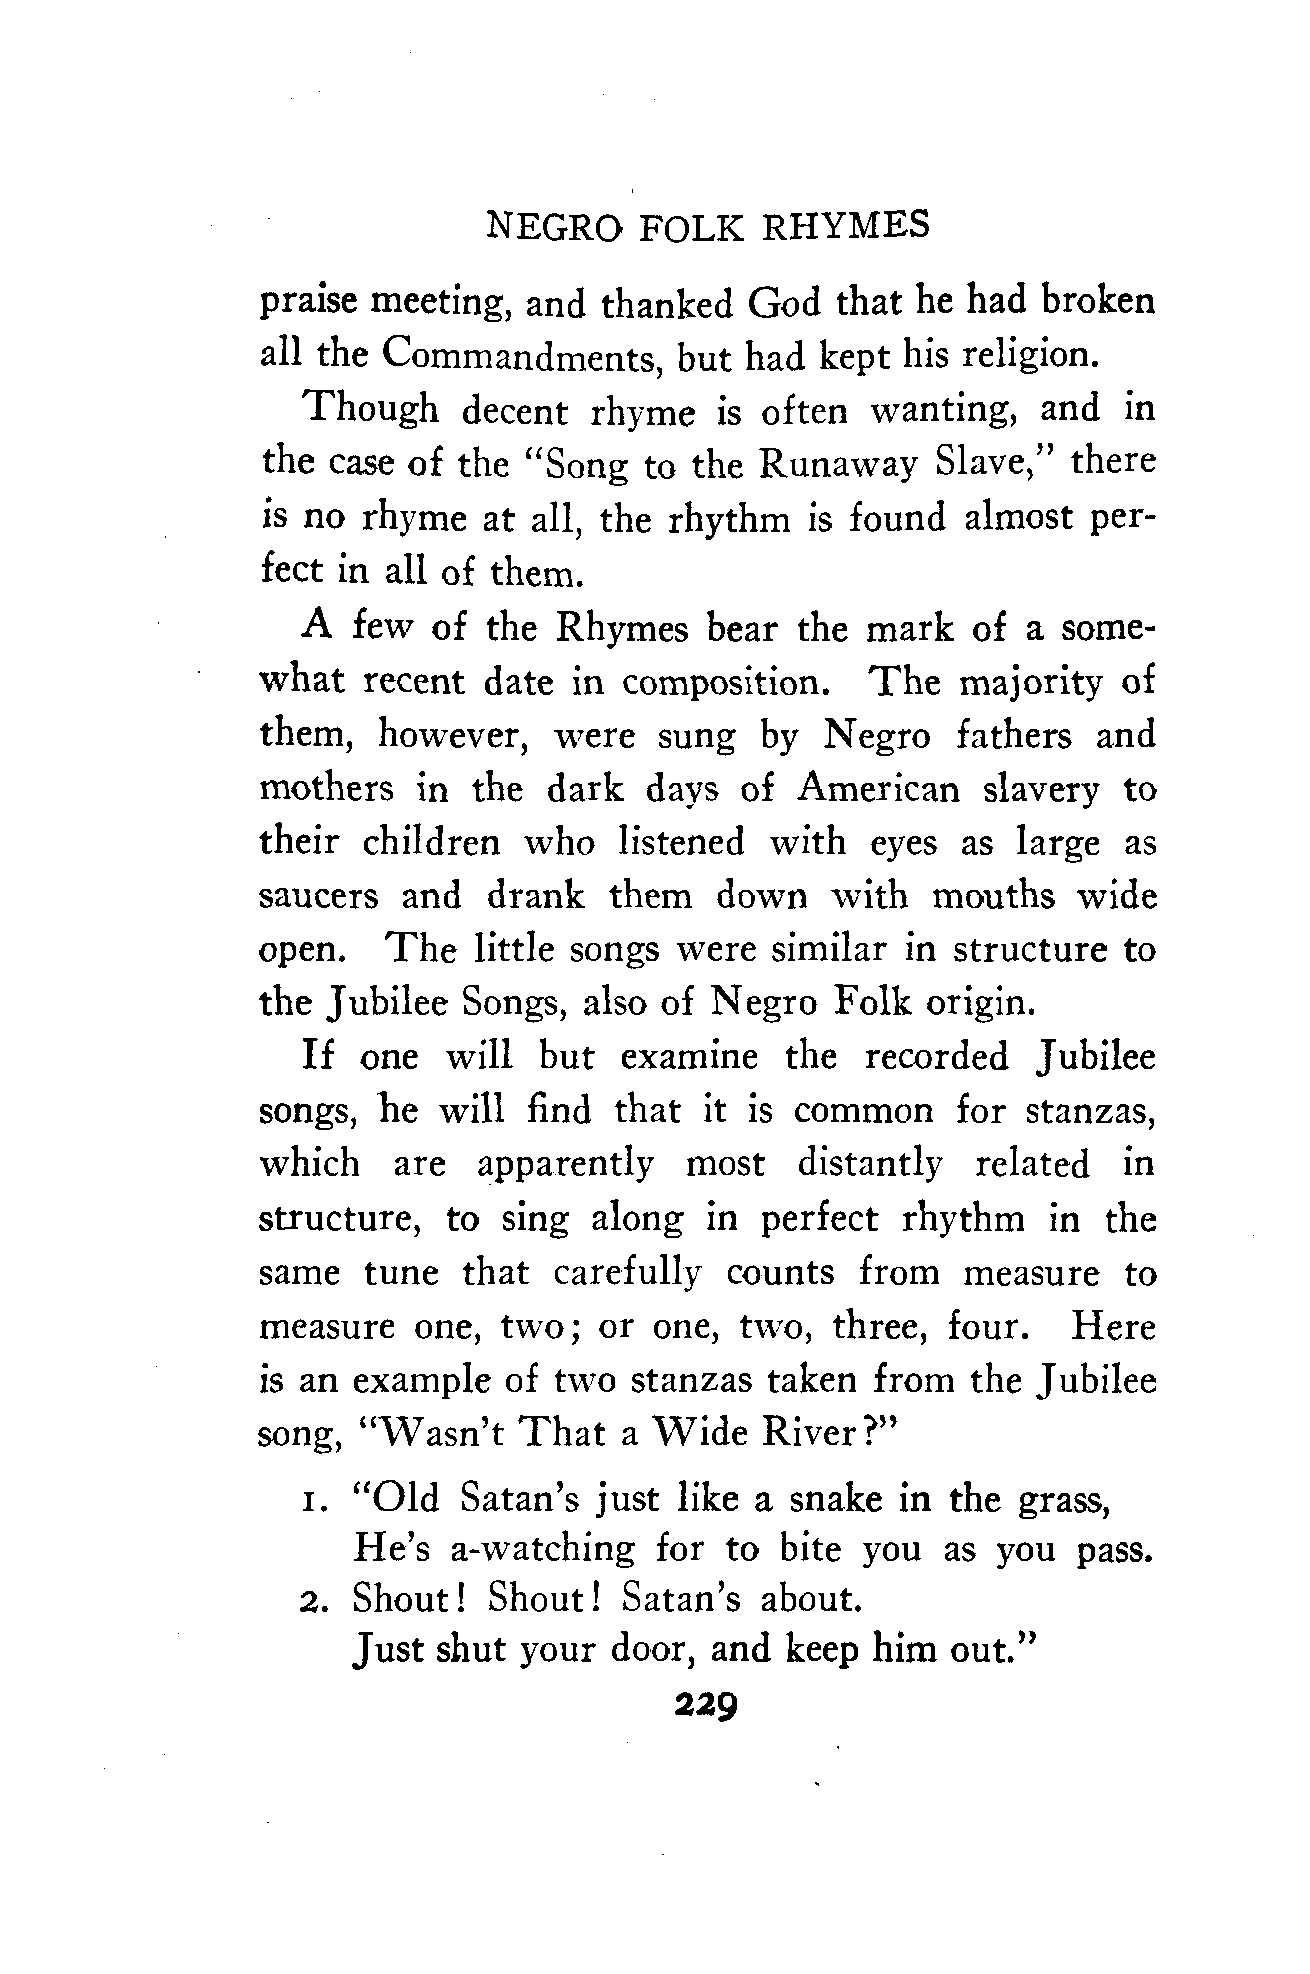 NEGRO FOLK RHYMES
praise meeting, and thanked God that he had broken
all the Commandments, but had kept his religion.
Though decent rhyme is often wanting, and in
the case of the "Song to the Runaway Slave," there
is no rhyme at all, the rhythm is found almost per-
fect in all of them.
A few of the Rhymes bear the mark of a some-
what recent date in composition. The majority of
them, however, were sung by Negro fathers and
mothers in the dark days of American slavery to
their children who listened with eyes as large as
saucers and drank them down with mouths wide
open. The little songs were similar in structure to
the Jubilee Songs, also of Negro Folk origin.
If one will but examine the recorded Jubilee
songs, he will find that it is common for stanzas,
which are apparently most distantly related in
structure, to sing along in perfect rhythm in the
same tune that carefully counts from measure to
measure one, two; or one, two, three, four. Here
is an example of two stanzas taken from the Jubilee
song, "Wasn't That a Wide River?"
1. "Old Satan's just like a snake in the grass,
He's a-watching for to bite you as you pass.
2. Shout! Shout! Satan's about.
Just shut your door, and keep him out."
229